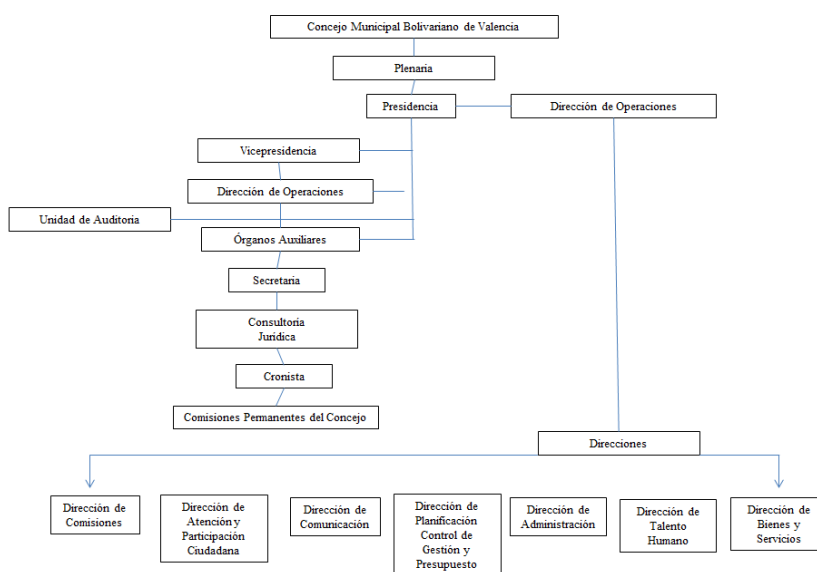 Concejo Municipal Bolivariano de Valencia
Plenaria
Presidencia
Dirección de Operaciones
Vicepresidencia
Dirección de Operaciones
Unidad de Auditoria
Órganos Auxiliares
Secretaría
Consultoría
Jurídica
Cronista
Comisiones Permanentes del Concejo
Direcciones
Dirección de
Comisiones
Dirección de
Atención y
Participación
Ciudadana
Dirección de
Comunicación
Dirección de
Planificación
Control de
Gestión y
Presupuesto
Dirección de
Administración
Dirección de
Talento
Humano
Dirección de
Bienes y
Servicios